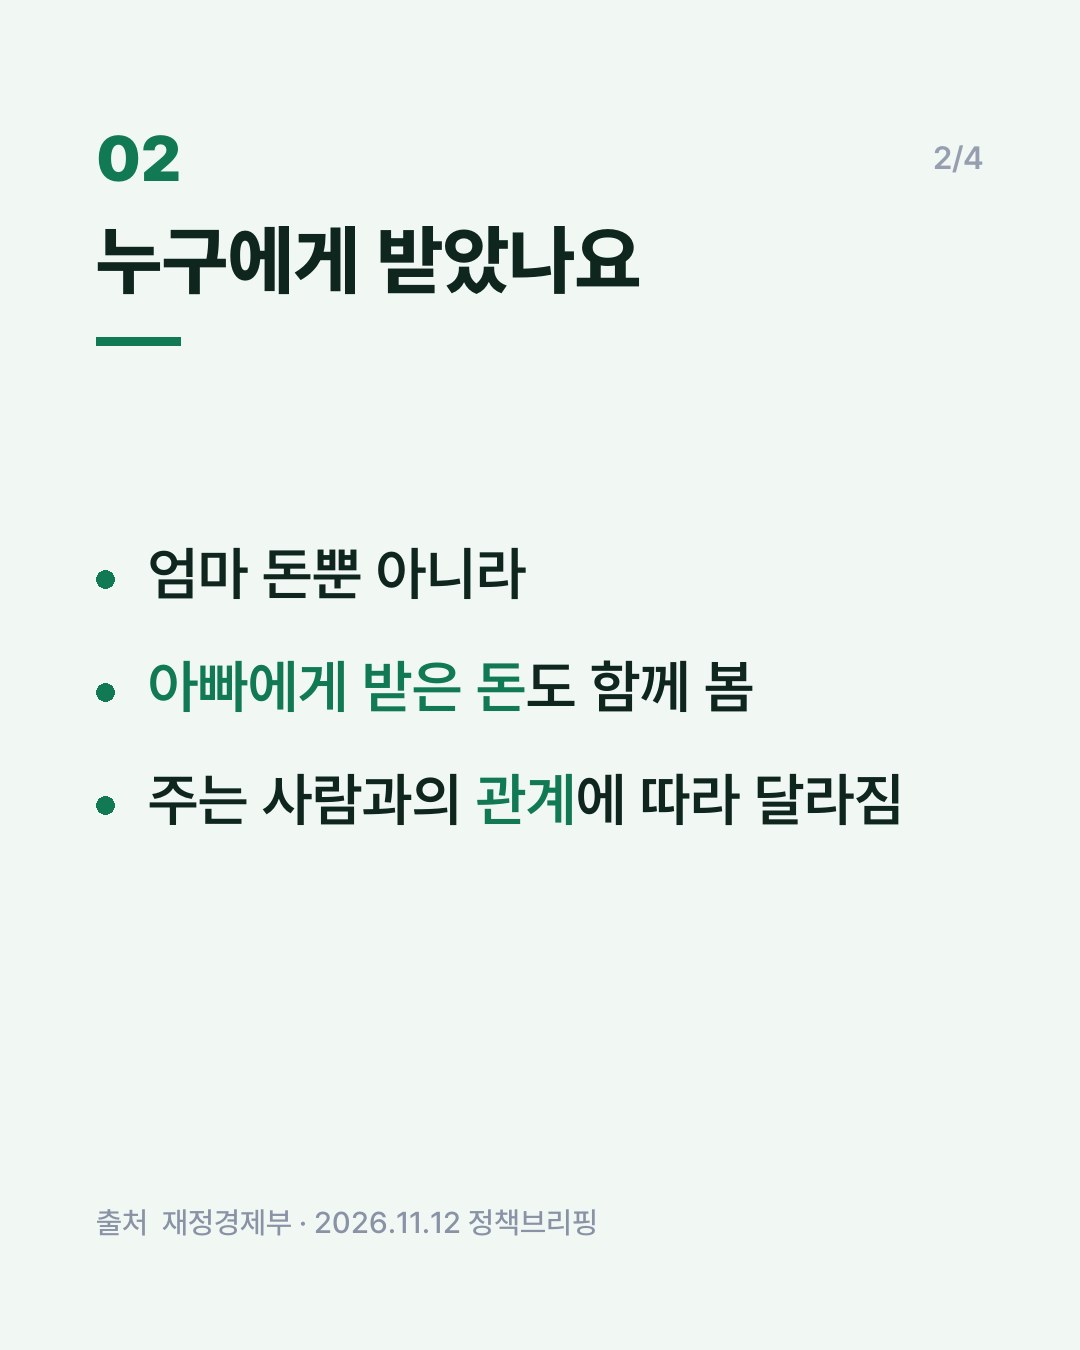 02
2/4
누구에게 받았나요
엄마 돈뿐 아니라
아빠에게 받은 돈도 함께 봄
주는 사람과의 관계에 따라 달라짐
출처 재정경제부 · 2026.11.12 정책브리핑